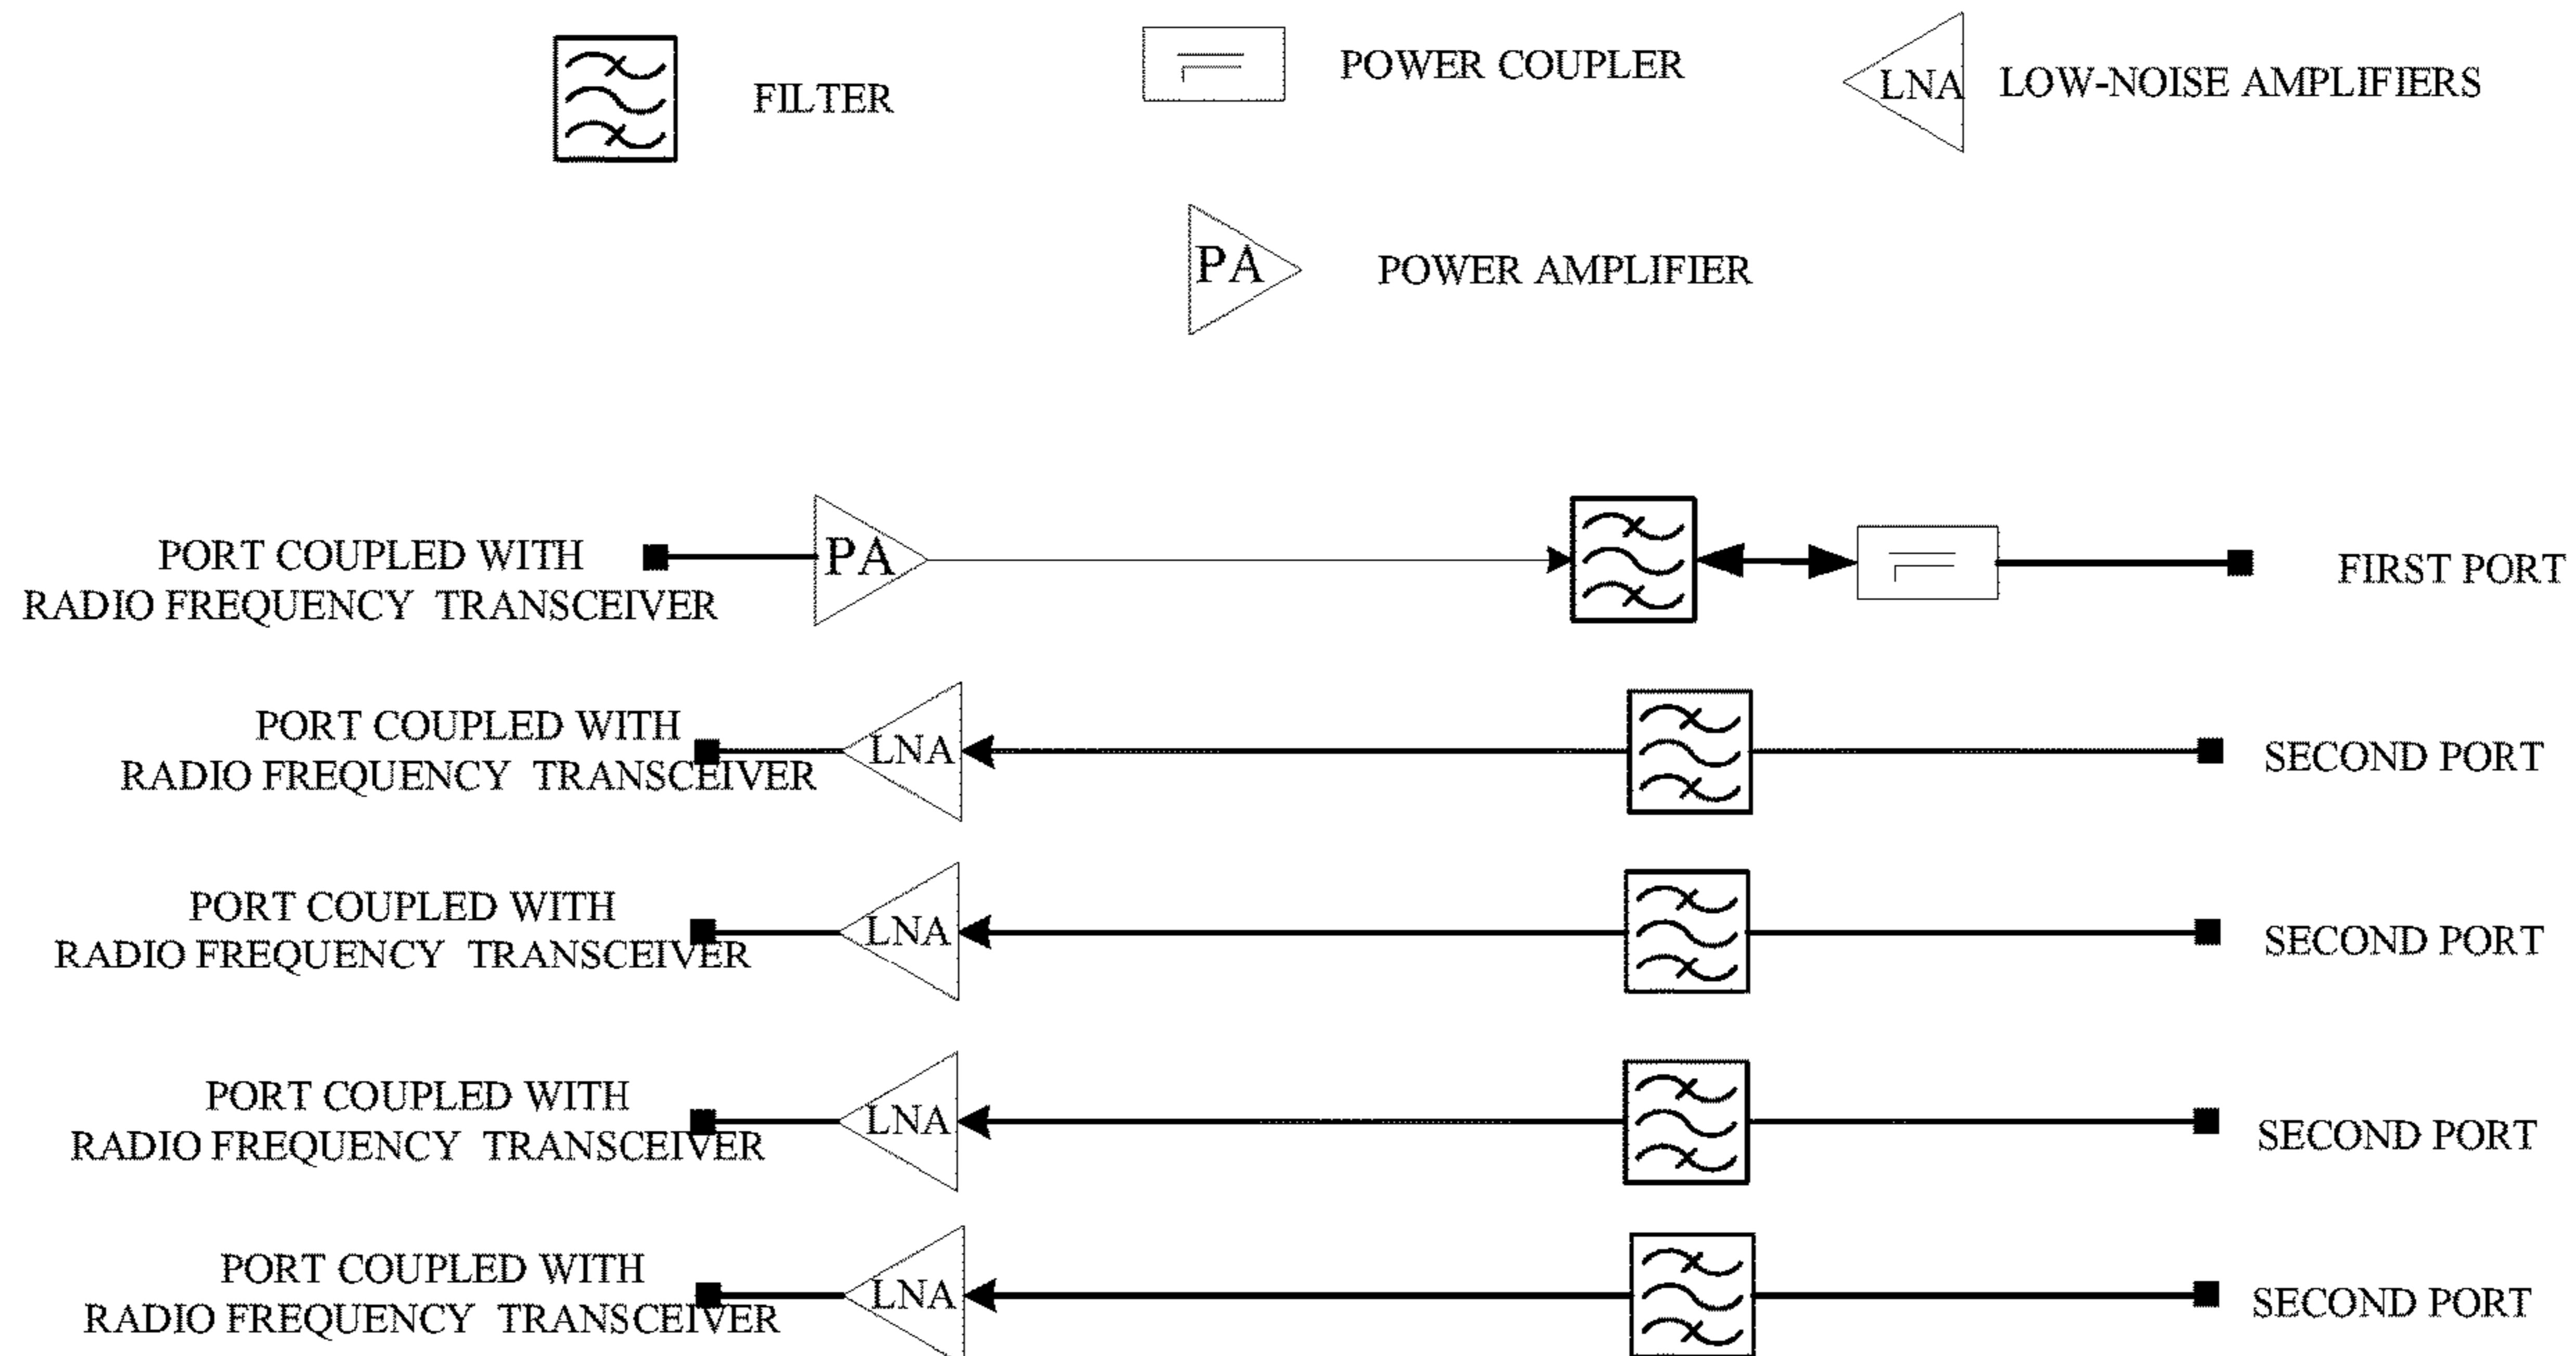 FILTER
POWER COUPLER
LNA
LOW-NOISE AMPLIFIERS
PA
POWER AMPLIFIER
PORT COUPLED WITH
RADIO FREQUENCY TRANSCEIVER
PA
FIRST PORT
PORT COUPLED WITH
RADIO FREQUENCY TRANSCEIVER
LNA
SECOND PORT
PORT COUPLED WITH
RADIO FREQUENCY TRANSCEIVER
LNA
SECOND PORT
PORT COUPLED WITH
RADIO FREQUENCY TRANSCEIVER
LNA
SECOND PORT
PORT COUPLED WITH
RADIO FREQUENCY TRANSCEIVER
LNA
SECOND PORT